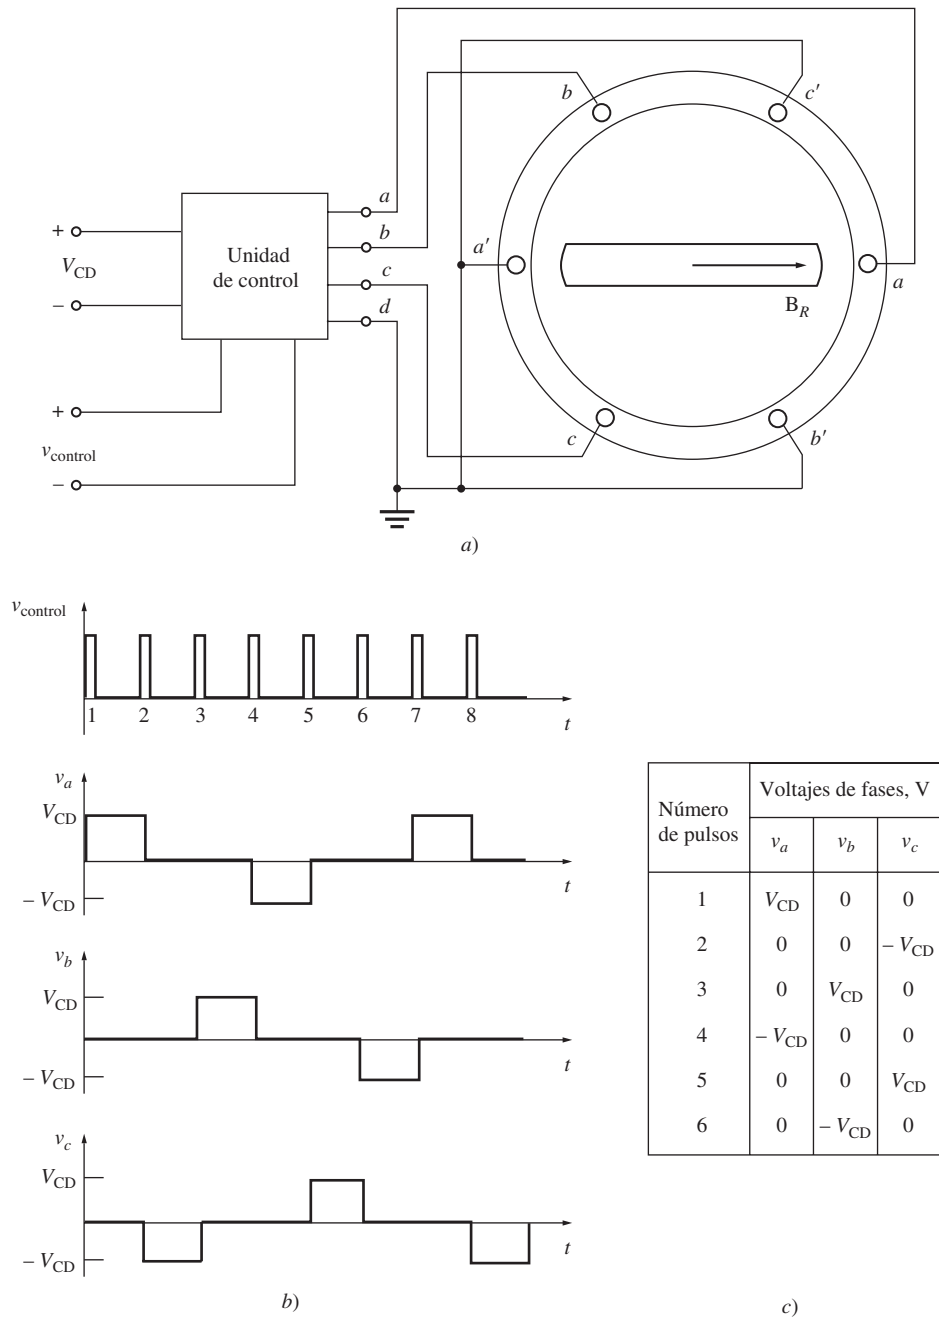 b
c′
a
b
a′
c
d
a
B_R
c
b′
+
V_CD
−
Unidad
de control
+
v_control
−
a)
v_control
1 2 3 4 5 6 7 8
t
v_a
V_CD
− V_CD
t
v_b
V_CD
− V_CD
t
v_c
V_CD
− V_CD
t
b)
Número
de pulsos
Voltajes de fases, V
v_a v_b v_c
1 V_CD 0 0
2 0 0 − V_CD
3 0 V_CD 0
4 − V_CD 0 0
5 0 0 V_CD
6 0 − V_CD 0
c)